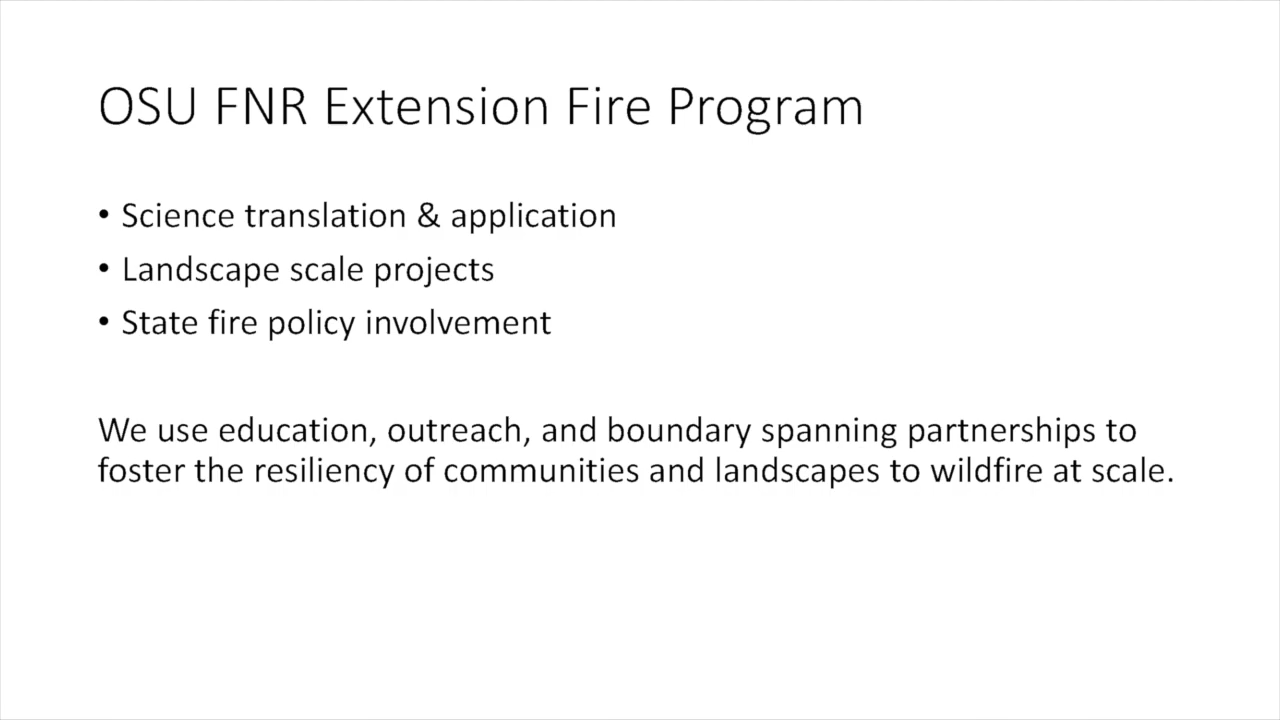 OSU FNR Extension Fire Program
• Science translation & application
• Landscape scale projects
• State fire policy involvement
We use education, outreach, and boundary spanning partnerships to
foster the resiliency of communities and landscapes to wildfire at scale.